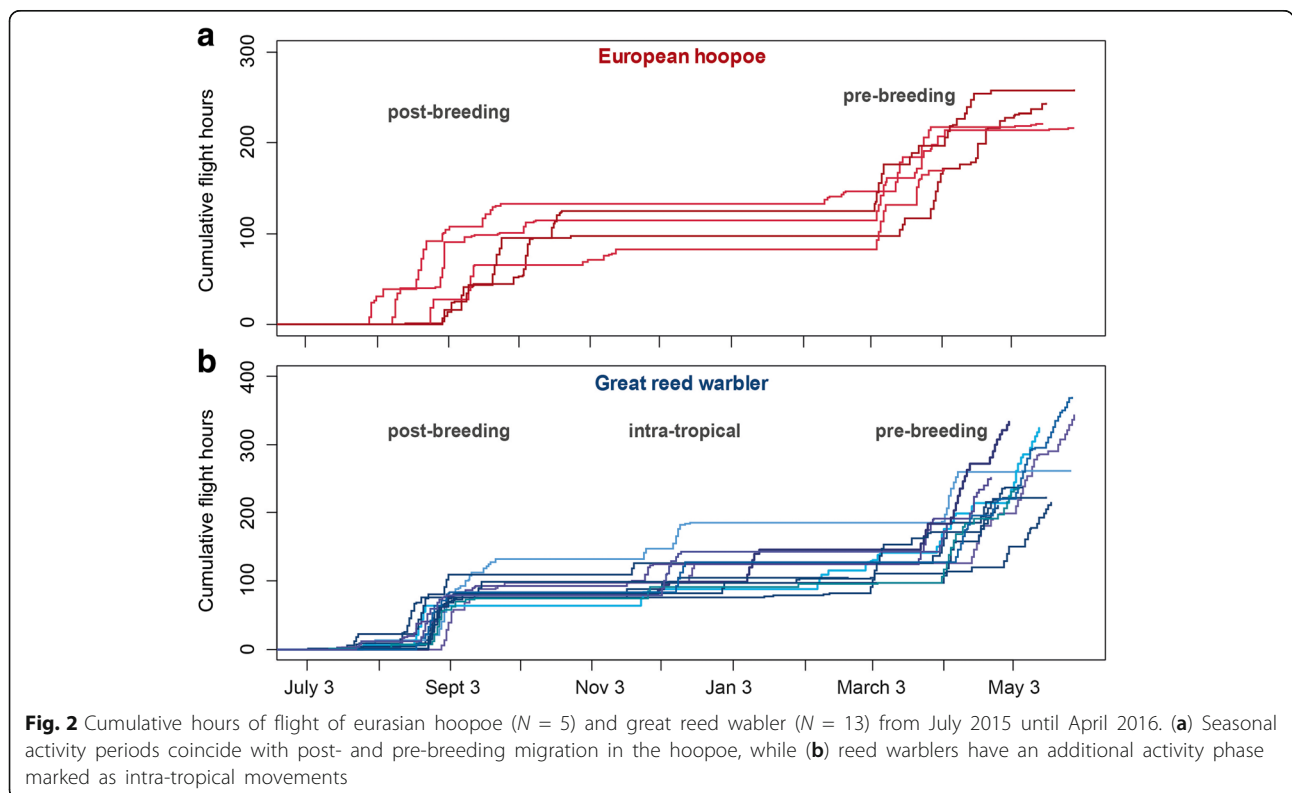 a
European hoopoe
post-breeding
pre-breeding
Cumulative flight hours
300
200
100
0
b
Great reed warbler
post-breeding
intra-tropical
pre-breeding
Cumulative flight hours
400
300
200
100
0
July 3
Sept 3
Nov 3
Jan 3
March 3
May 3
Fig. 2 Cumulative hours of flight of eurasian hoopoe (N = 5) and great reed wabler (N = 13) from July 2015 until April 2016. (a) Seasonal
activity periods coincide with post- and pre-breeding migration in the hoopoe, while (b) reed warblers have an additional activity phase
marked as intra-tropical movements